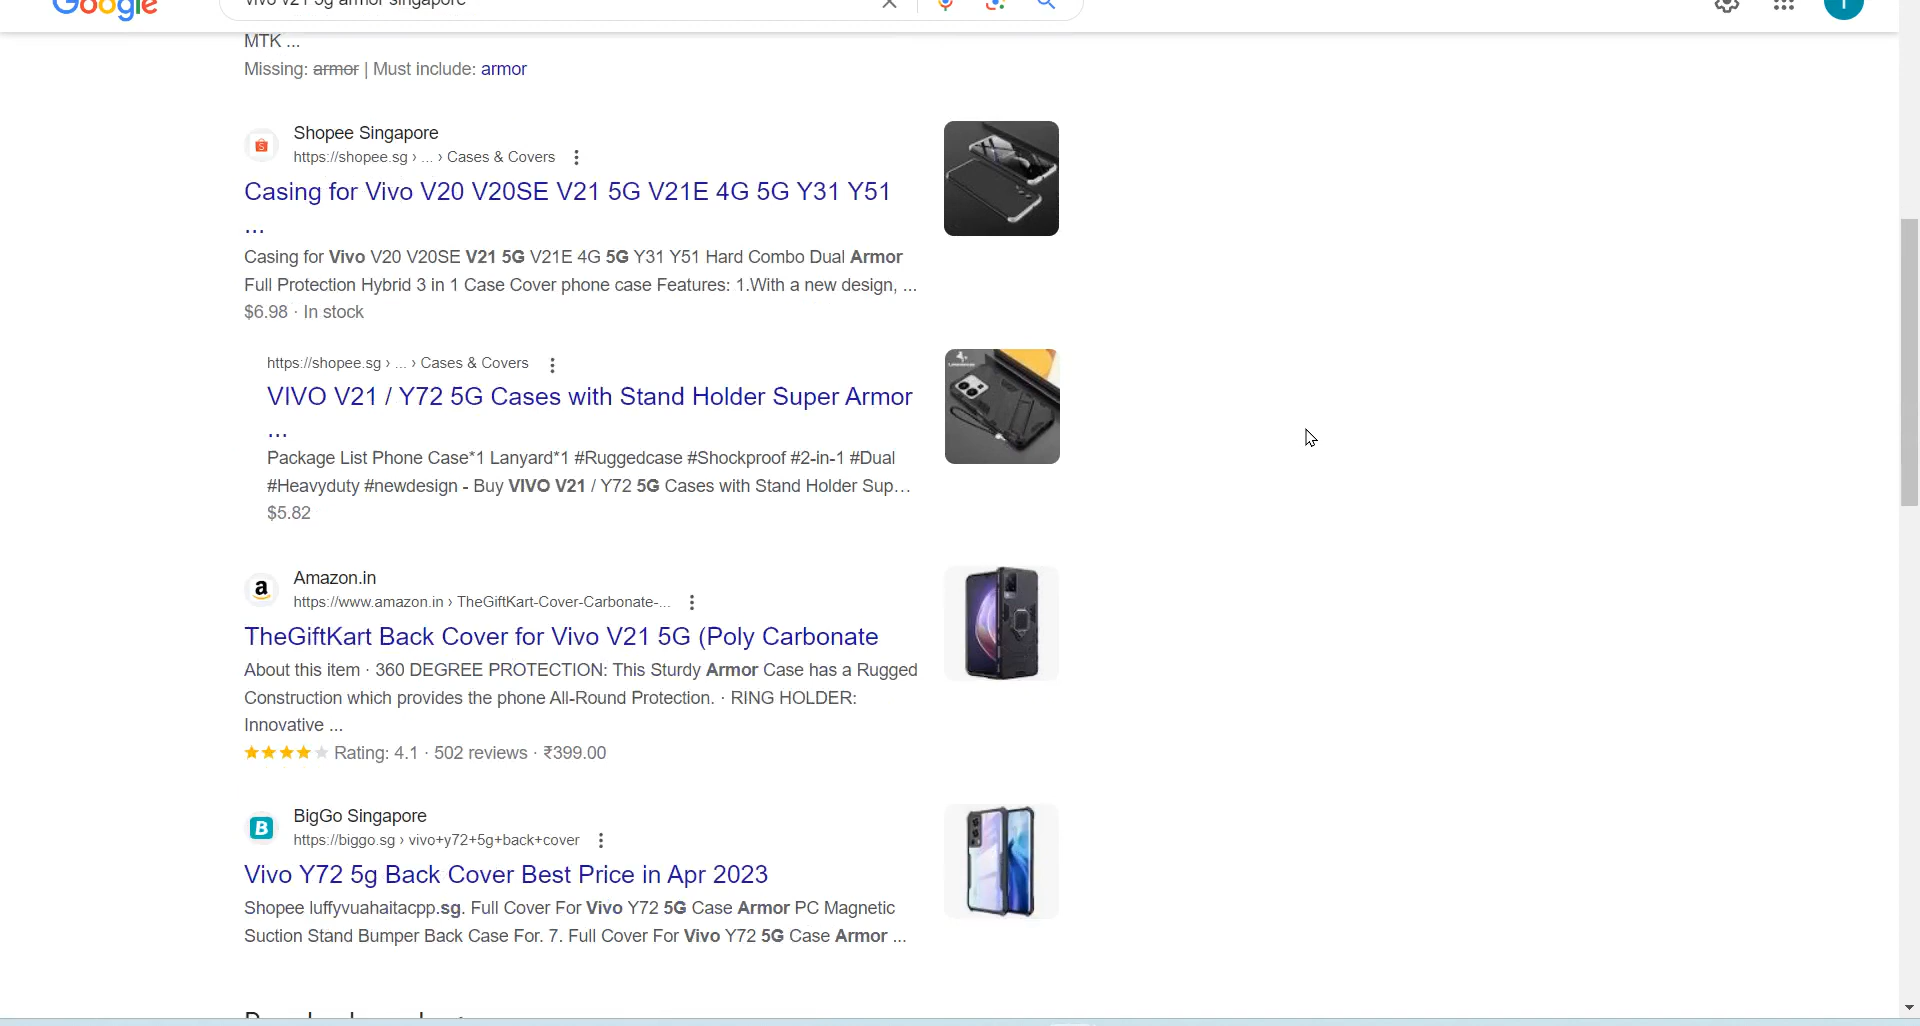 Google
vivo v21 5g armor singapore
T
MTK ...
Missing: armor | Must include: armor
Shopee Singapore
https://shopee.sg › ... › Cases & Covers
Casing for Vivo V20 V20SE V21 5G V21E 4G 5G Y31 Y51
...
Casing for Vivo V20 V20SE V21 5G V21E 4G 5G Y31 Y51 Hard Combo Dual Armor
Full Protection Hybrid 3 in 1 Case Cover phone case Features: 1.With a new design, ...
$6.98 · In stock
https://shopee.sg › ... › Cases & Covers
VIVO V21 / Y72 5G Cases with Stand Holder Super Armor
...
Package List Phone Case*1 Lanyard*1 #Ruggedcase #Shockproof #2-in-1 #Dual
#Heavyduty #newdesign - Buy VIVO V21 / Y72 5G Cases with Stand Holder Sup…
$5.82
Amazon.in
https://www.amazon.in › TheGiftKart-Cover-Carbonate-...
TheGiftKart Back Cover for Vivo V21 5G (Poly Carbonate
About this item · 360 DEGREE PROTECTION: This Sturdy Armor Case has a Rugged
Construction which provides the phone All-Round Protection. · RING HOLDER:
Innovative ...
Rating: 4.1 · 502 reviews · ₹399.00
BigGo Singapore
https://biggo.sg › vivo+y72+5g+back+cover
Vivo Y72 5g Back Cover Best Price in Apr 2023
Shopee luffyvuahaitacpp.sg. Full Cover For Vivo Y72 5G Case Armor PC Magnetic
Suction Stand Bumper Back Case For. 7. Full Cover For Vivo Y72 5G Case Armor ...